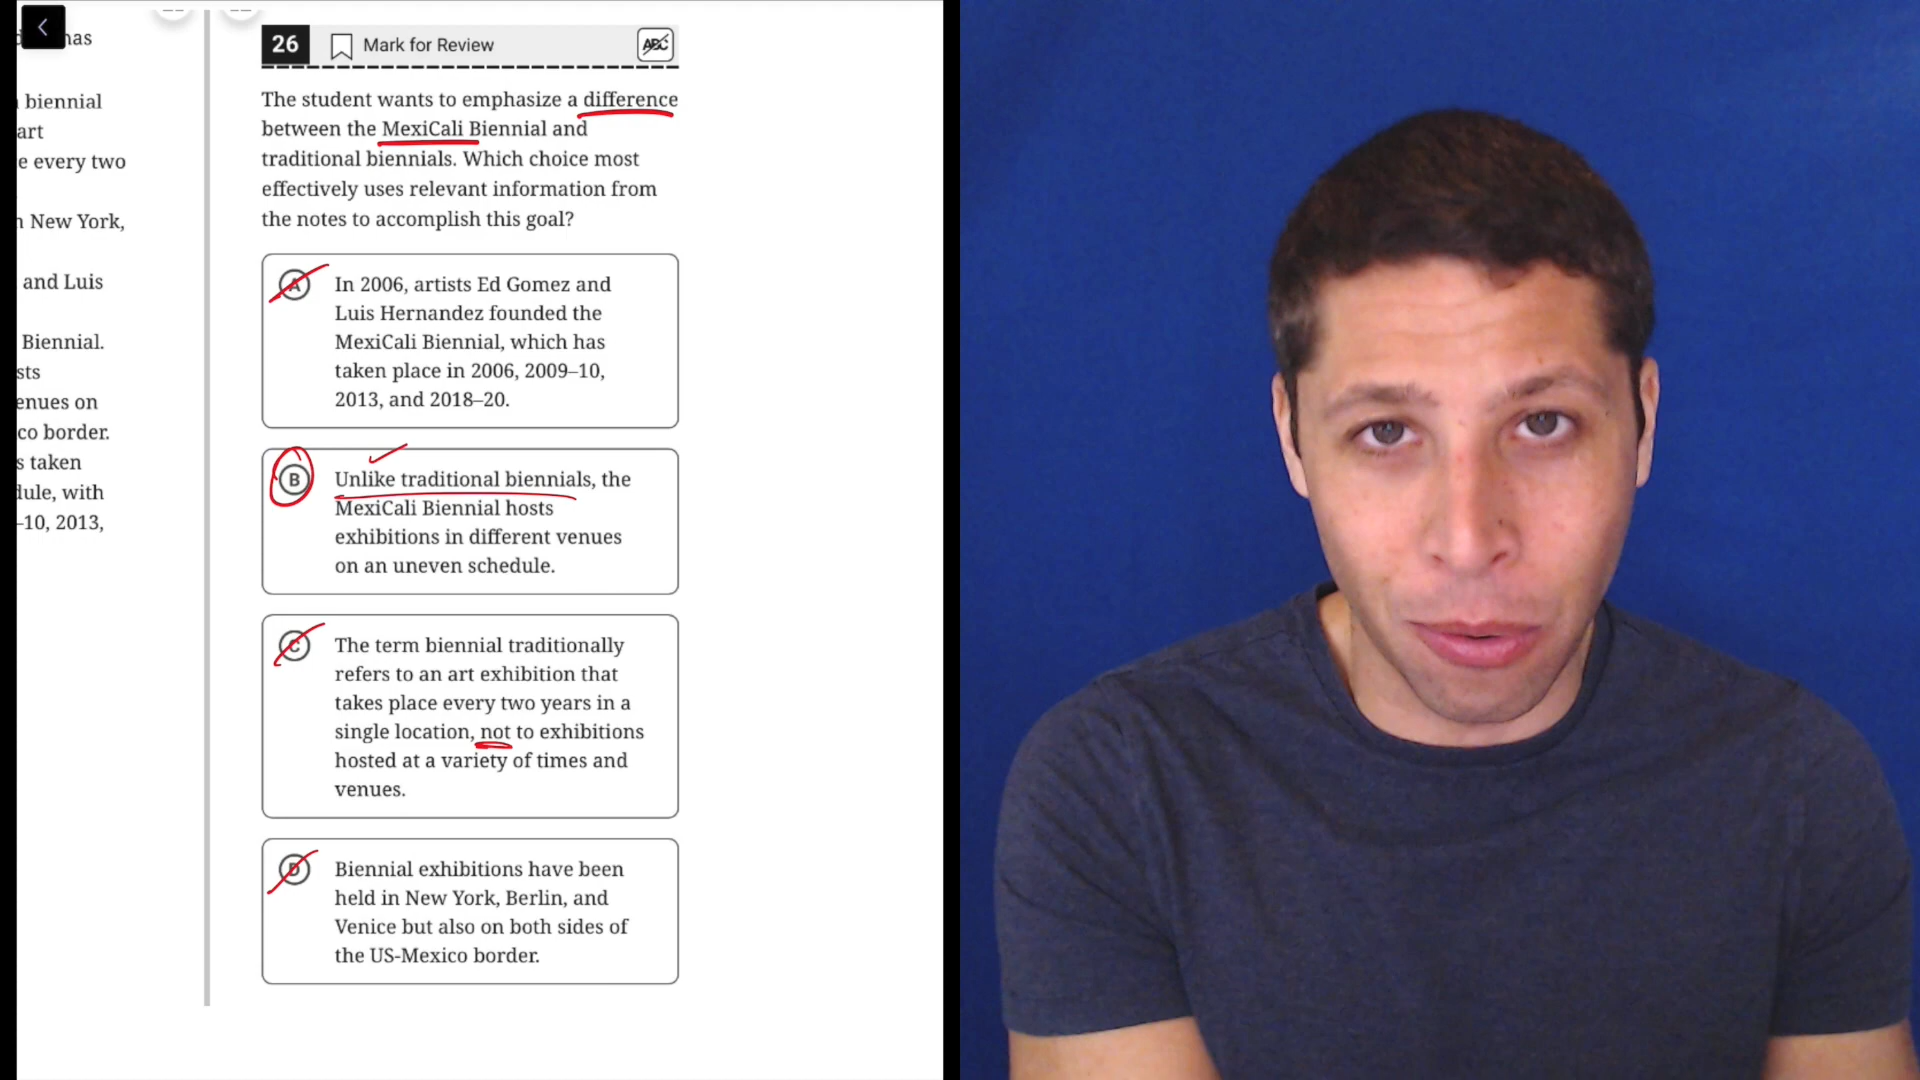 has
biennial
art
e every two
New York,
and Luis
Biennial.
sts
enues on
co border.
s taken
dule, with
–10, 2013,
26 Mark for Review ABC
The student wants to emphasize a difference
between the MexiCali Biennial and
traditional biennials. Which choice most
effectively uses relevant information from
the notes to accomplish this goal?
A In 2006, artists Ed Gomez and
Luis Hernandez founded the
MexiCali Biennial, which has
taken place in 2006, 2009–10,
2013, and 2018–20.
B Unlike traditional biennials, the
MexiCali Biennial hosts
exhibitions in different venues
on an uneven schedule.
C The term biennial traditionally
refers to an art exhibition that
takes place every two years in a
single location, not to exhibitions
hosted at a variety of times and
venues.
D Biennial exhibitions have been
held in New York, Berlin, and
Venice but also on both sides of
the US-Mexico border.